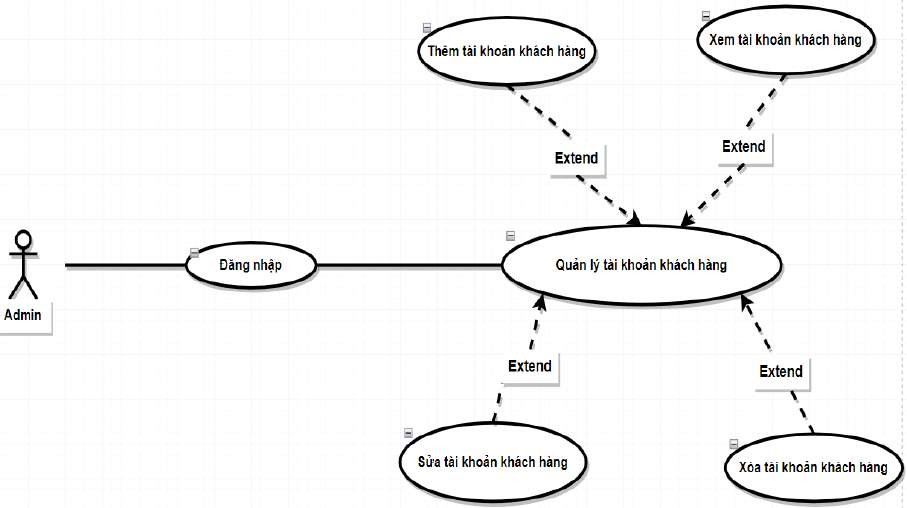 Thêm tài khoản khách hàng
Xem tài khoản khách hàng
Extend
Extend
Admin
Đăng nhập
Quản lý tài khoản khách hàng
Extend
Extend
Sửa tài khoản khách hàng
Xóa tài khoản khách hàng